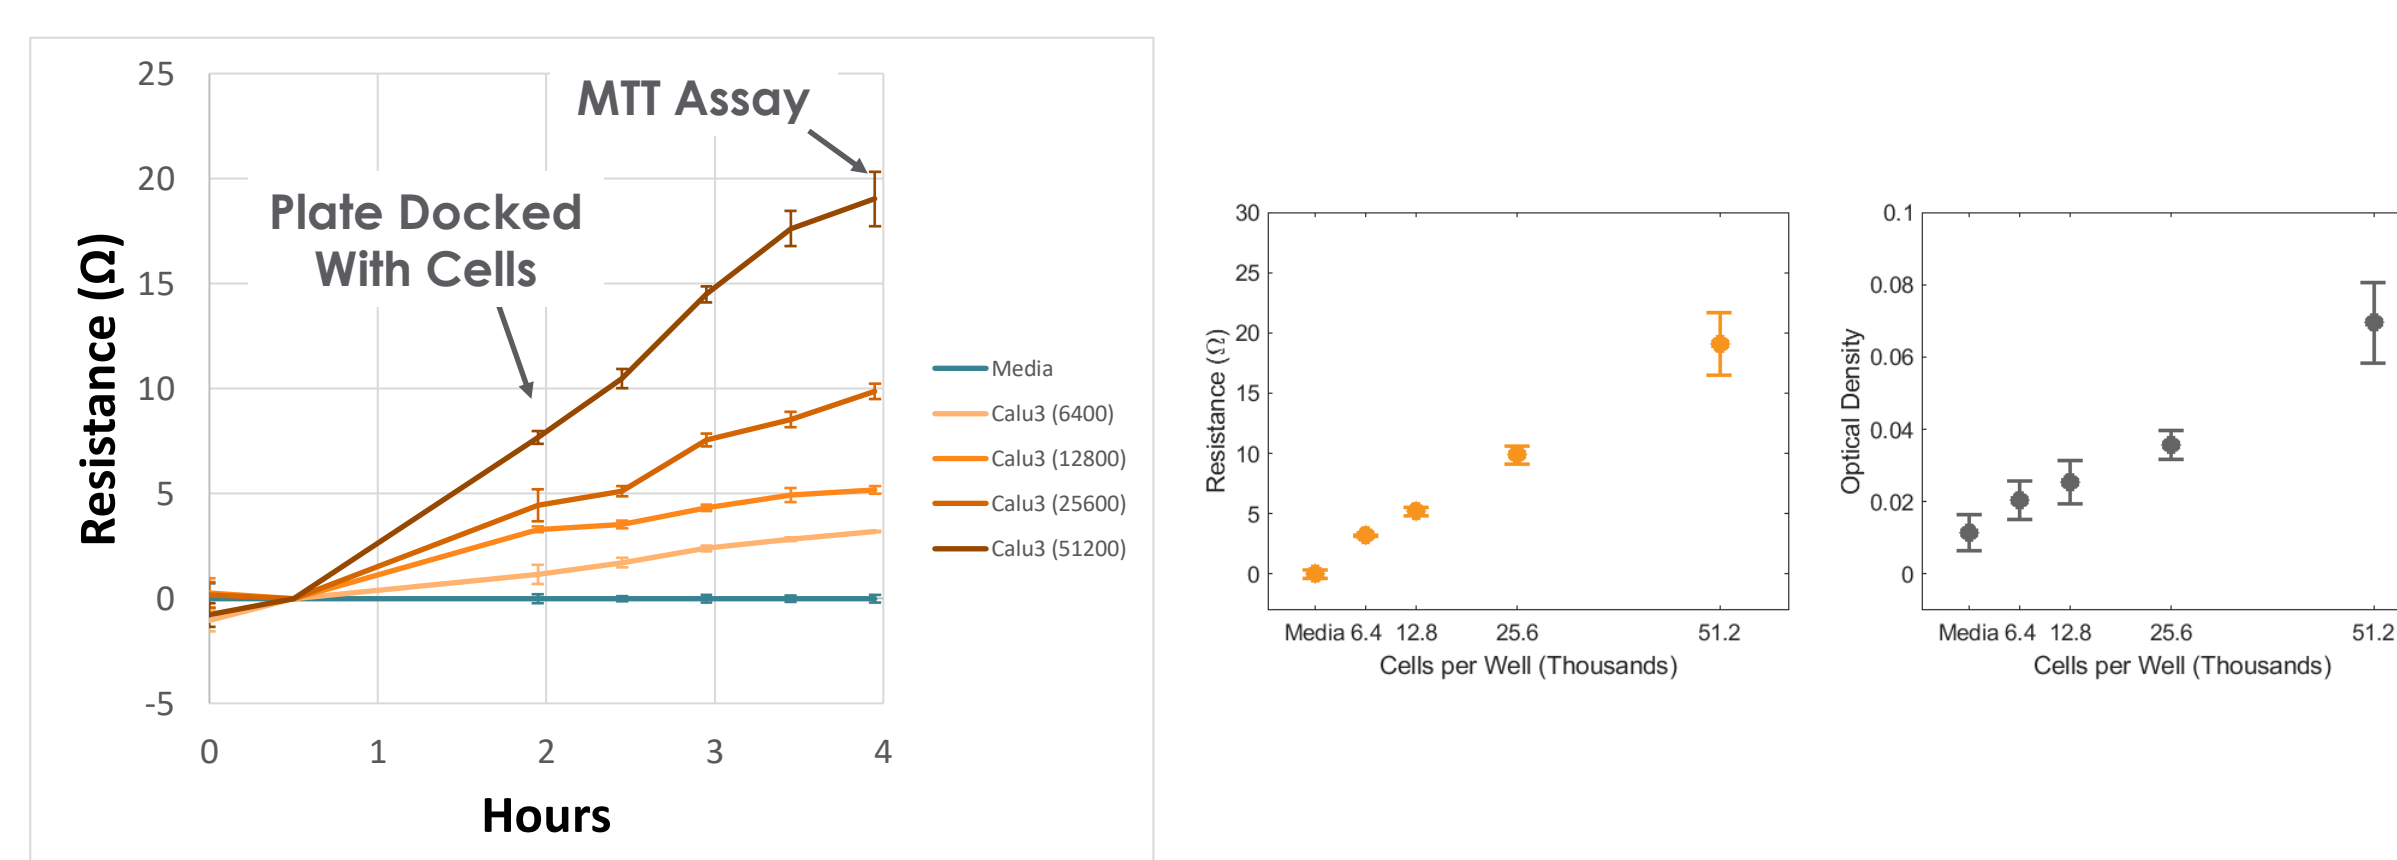 25
20
15
10
5
0
-5
Resistance (Ω)
MTT Assay
Plate Docked
With Cells
0 1 2 3 4
Hours
Media
Calu3 (6400)
Calu3 (12800)
Calu3 (25600)
Calu3 (51200)
30
25
20
15
10
5
0
Resistance (Ω)
Media 6.4 12.8 25.6 51.2
Cells per Well (Thousands)
0.1
0.08
0.06
0.04
0.02
0
Optical Density
Media 6.4 12.8 25.6 51.2
Cells per Well (Thousands)